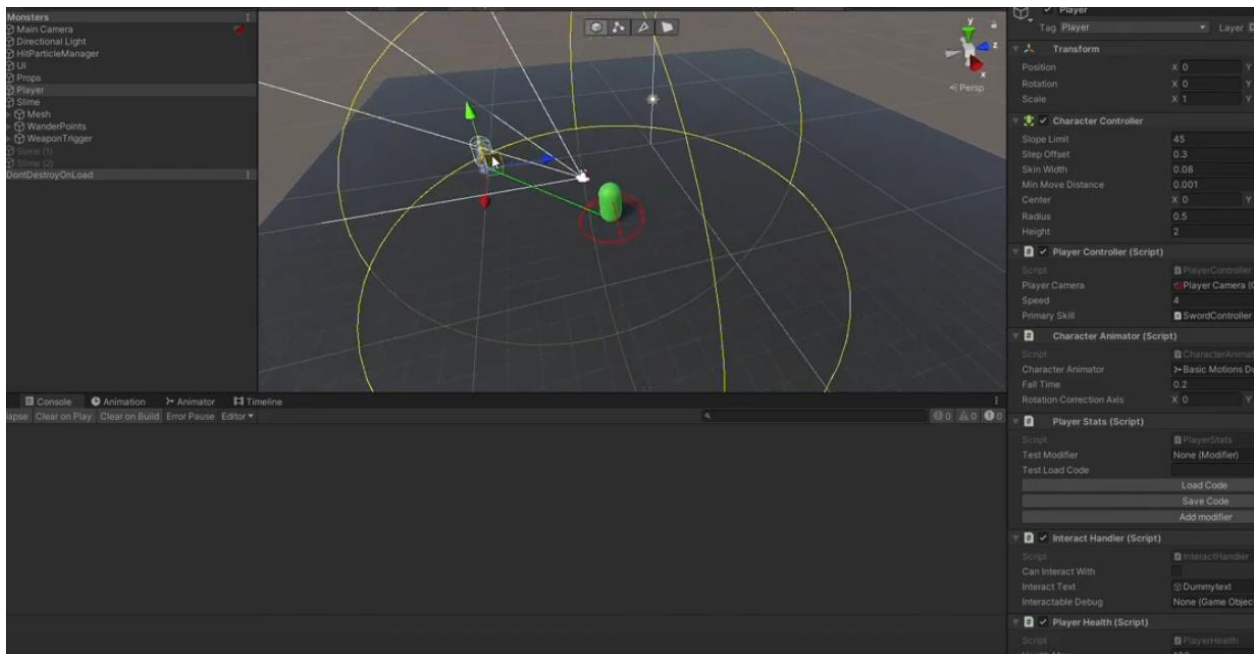 Monsters
Main Camera
Directional Light
HitParticleManager
UI
Props
Player
Slime
Mesh
WanderPoints
WeaponTrigger
Slime (1)
Slime (2)
DontDestroyOnLoad
y
z
x
Persp
Console Animation Animator Timeline
lapse Clear on Play Clear on Build Error Pause Editor
0 0 0
Player
Tag Player Layer D
Transform
Position X 0 Y
Rotation X 0 Y
Scale X 1 Y
Character Controller
Slope Limit 45
Step Offset 0.3
Skin Width 0.08
Min Move Distance 0.001
Center X 0 Y
Radius 0.5
Height 2
Player Controller (Script)
Script PlayerController
Player Camera Player Camera (C
Speed 4
Primary Skill SwordController
Character Animator (Script)
Script CharacterAnimat
Character Animator Basic Motions Du
Fall Time 0.2
Rotation Correction Axis X 0 Y
Player Stats (Script)
Script PlayerStats
Test Modifier None (Modifier)
Test Load Code
Load Code
Save Code
Add modifier
Interact Handler (Script)
Script InteractHandler
Can Interact With
Interact Text Dummytext
Interactable Debug None (Game Objec
Player Health (Script)
Script PlayerHealth